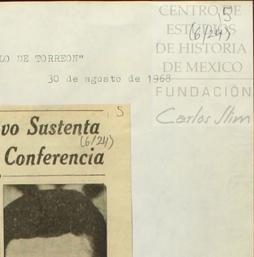 CENTRO DE
ESTUDIOS
DE HISTORIA
DE MEXICO
FUNDACIÓN
Carlos Slim
5
(6/24)
LO DE TORREON"
30 de agosto de 1968
5
vo Sustenta
(6/24)
Conferencia